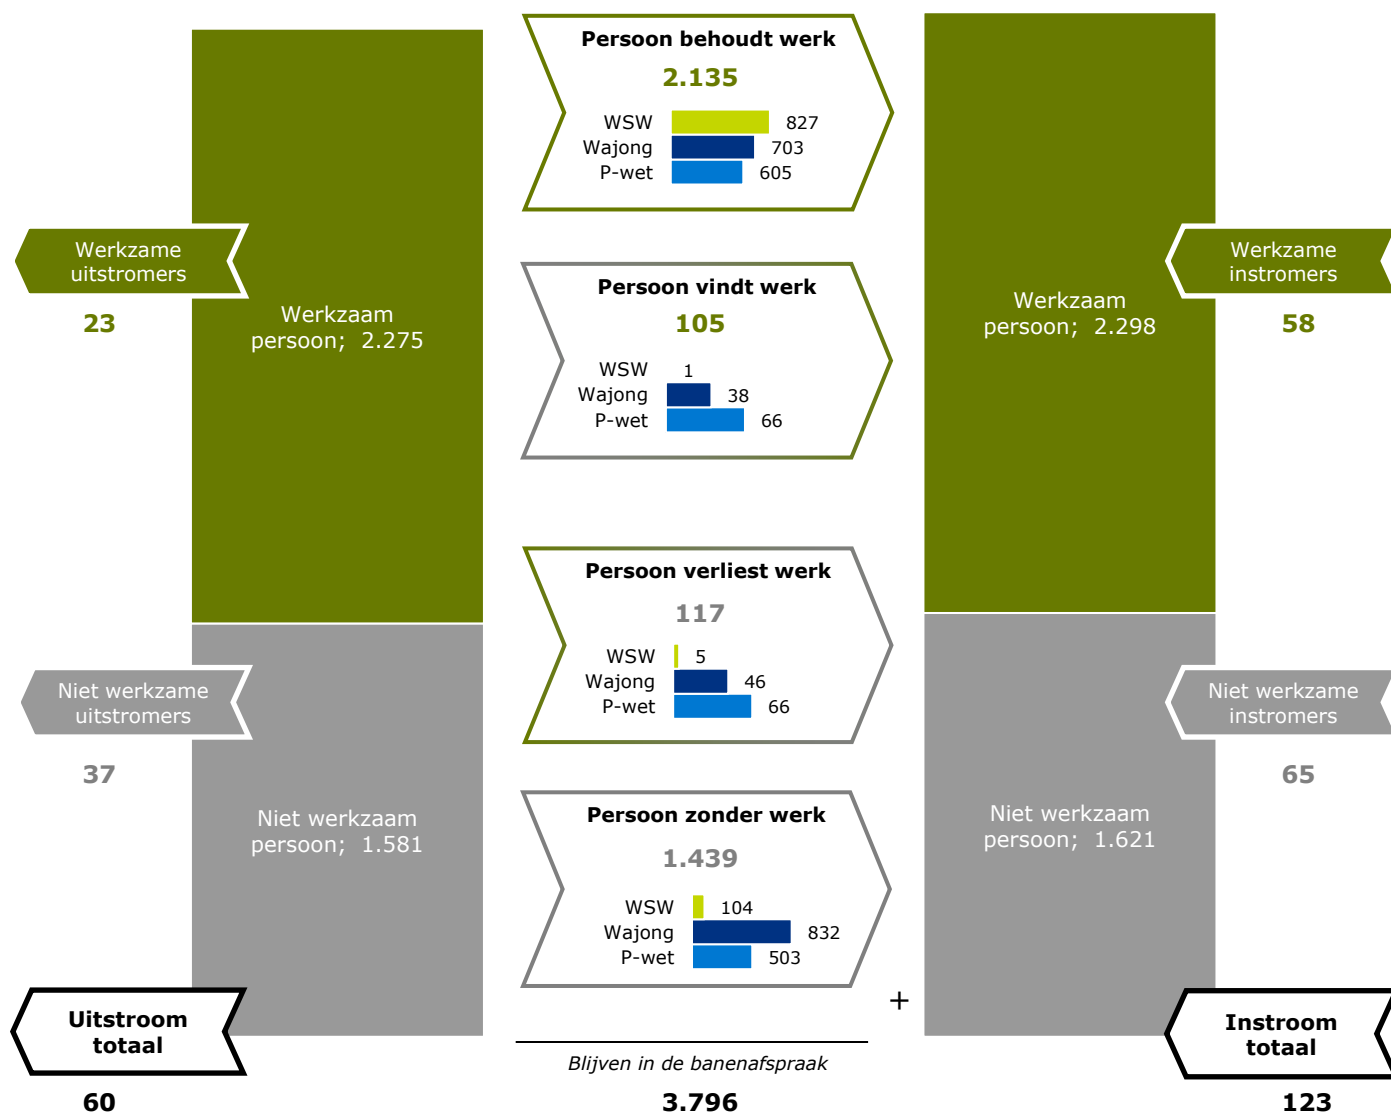 Werkzame
uitstromers
23
Werkzaam
persoon; 2.275
Niet werkzame
uitstromers
37
Niet werkzaam
persoon; 1.581
Uitstroom
totaal
60
Persoon behoudt werk
2.135
WSW 827
Wajong 703
P-wet 605
Persoon vindt werk
105
WSW 1
Wajong 38
P-wet 66
Persoon verliest werk
117
WSW 5
Wajong 46
P-wet 66
Persoon zonder werk
1.439
WSW 104
Wajong 832
P-wet 503
+
Blijven in de banenafspraak
3.796
Werkzaam
persoon; 2.298
Werkzame
instromers
58
Niet werkzaam
persoon; 1.621
Niet werkzame
instromers
65
Instroom
totaal
123